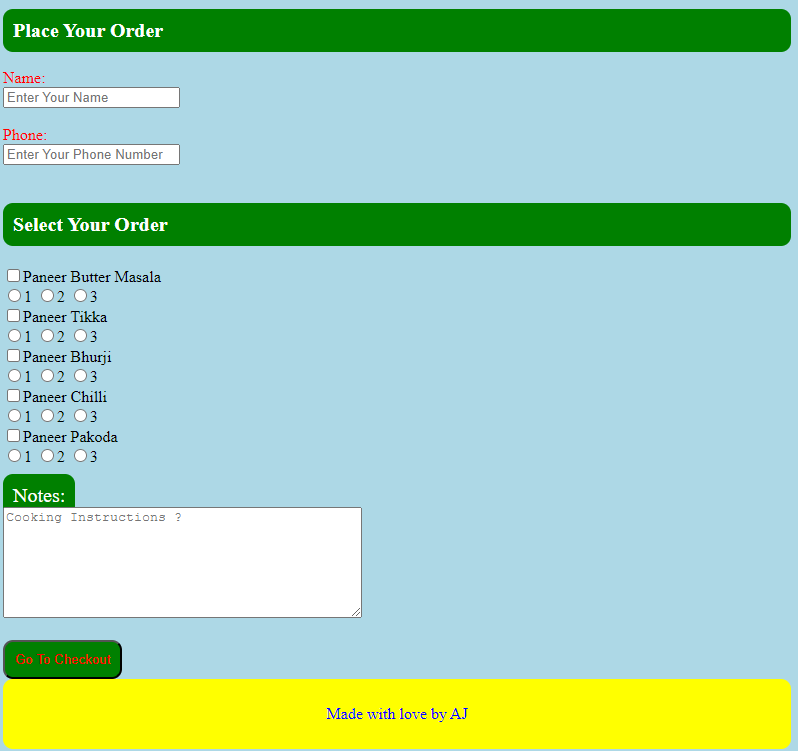 Place Your Order
Name:
Enter Your Name
Phone:
Enter Your Phone Number
Select Your Order
Paneer Butter Masala
1 2 3
Paneer Tikka
1 2 3
Paneer Bhurji
1 2 3
Paneer Chilli
1 2 3
Paneer Pakoda
1 2 3
Notes:
Cooking Instructions ?
Go To Checkout
Made with love by AJ